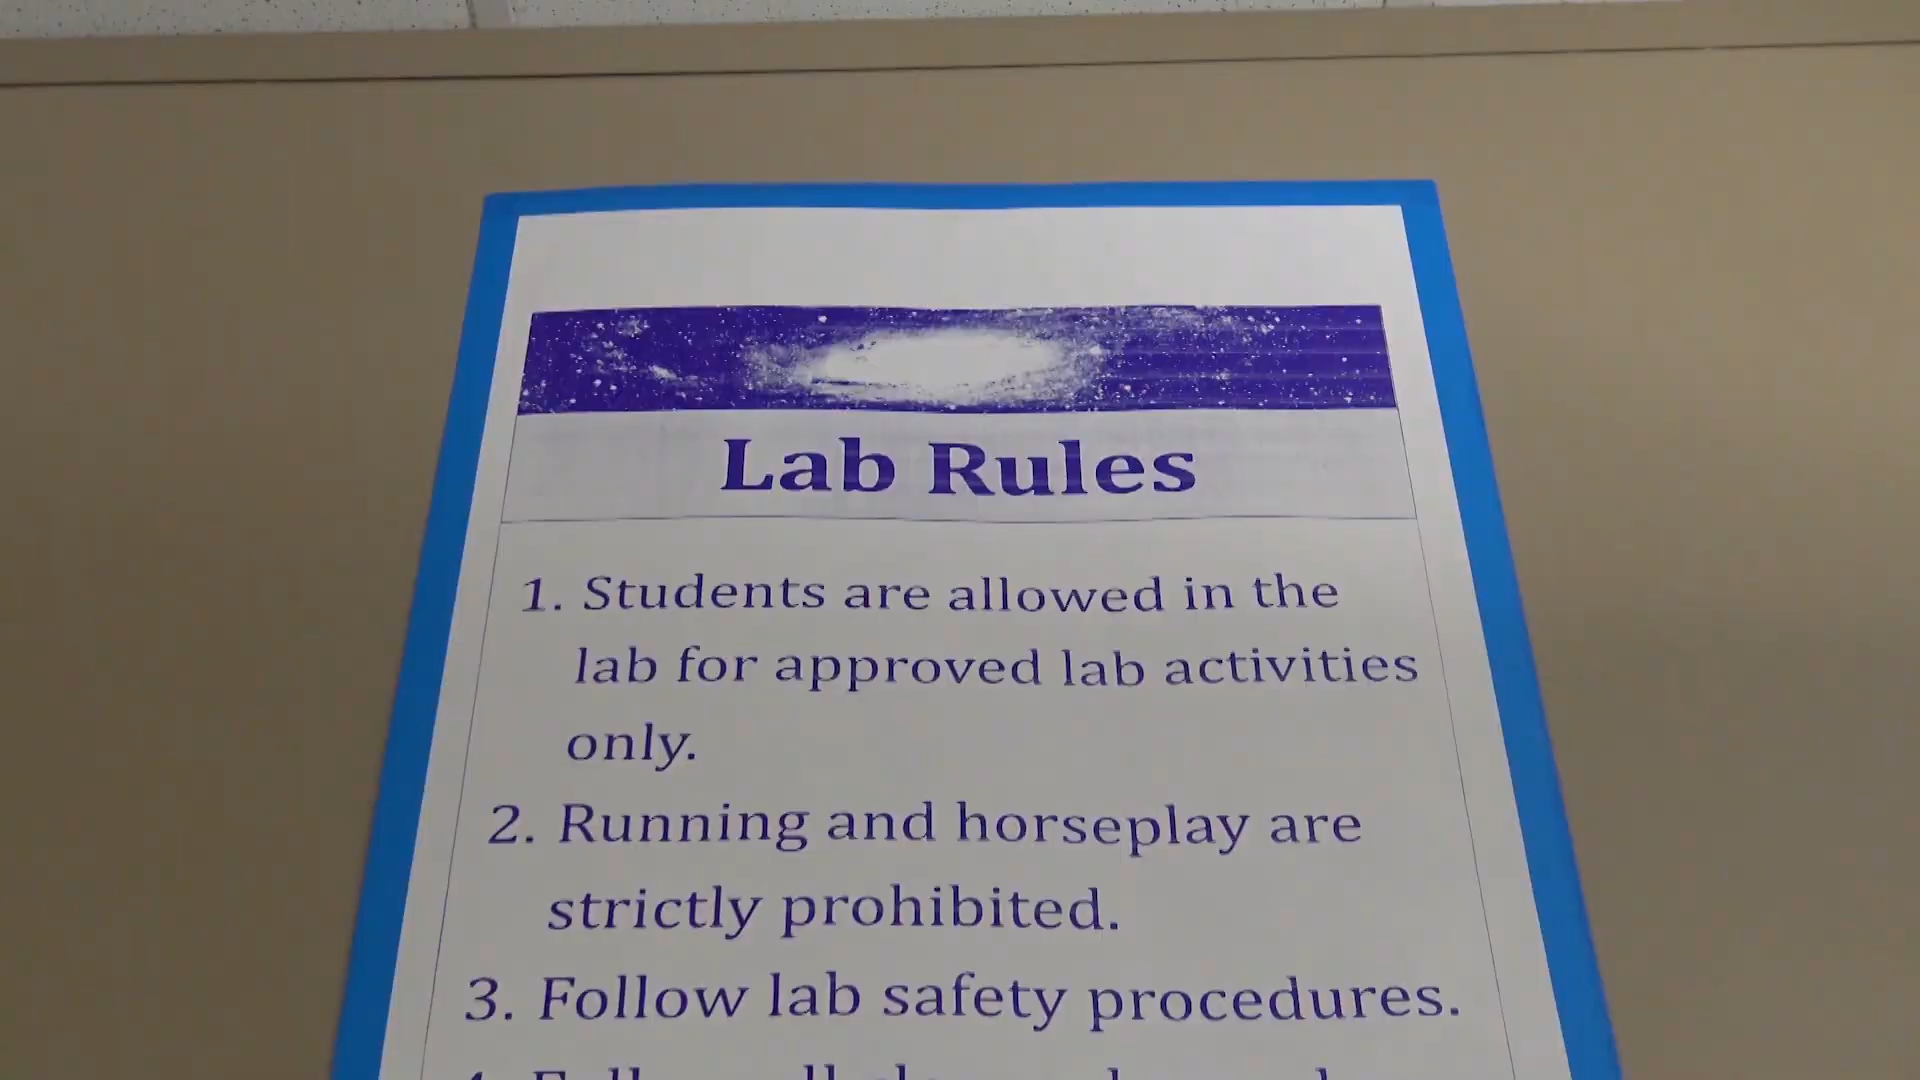 Lab Rules
1. Students are allowed in the
lab for approved lab activities
only.
2. Running and horseplay are
strictly prohibited.
3. Follow lab safety procedures.